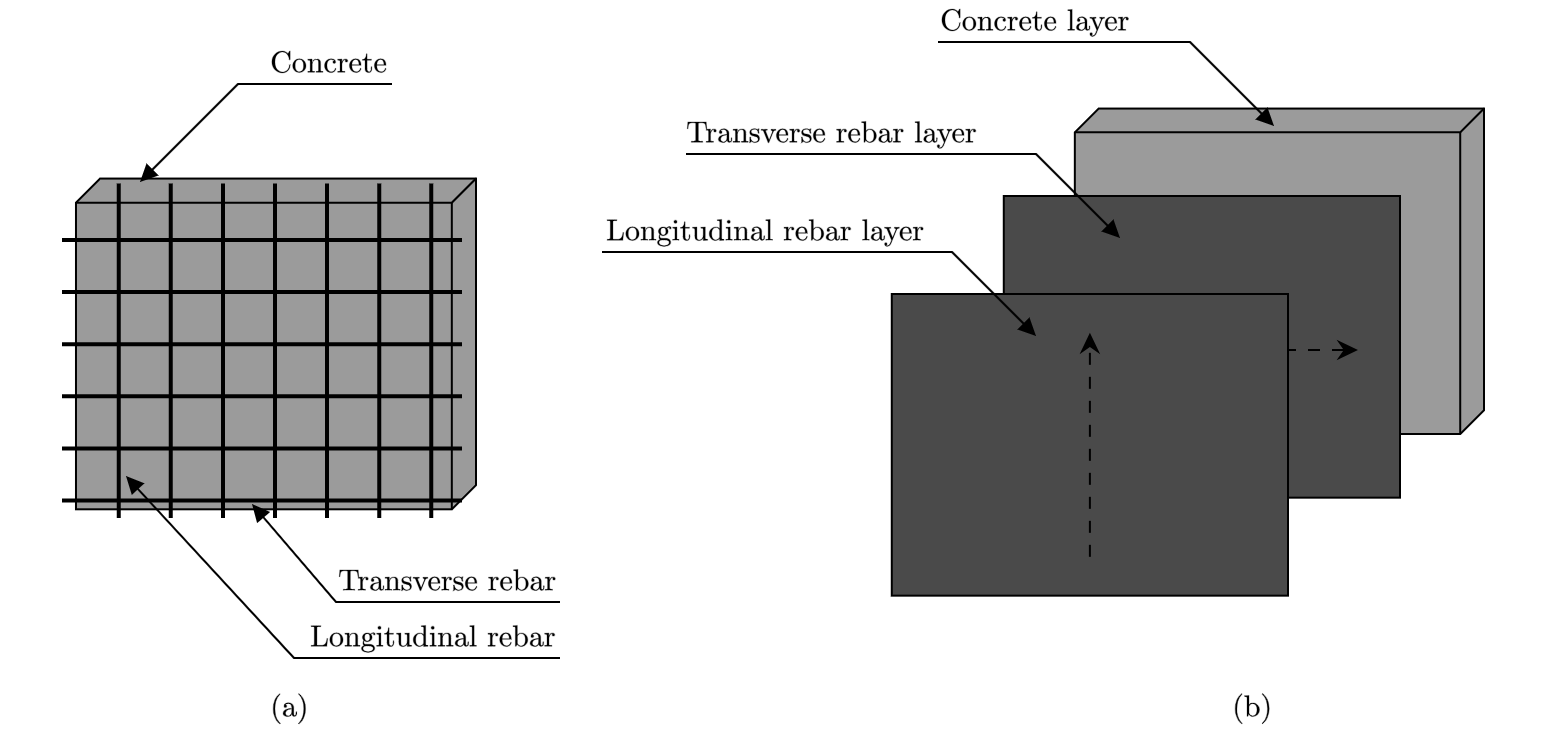 Concrete
Transverse rebar
Longitudinal rebar
(a)
Concrete layer
Transverse rebar layer
Longitudinal rebar layer
(b)